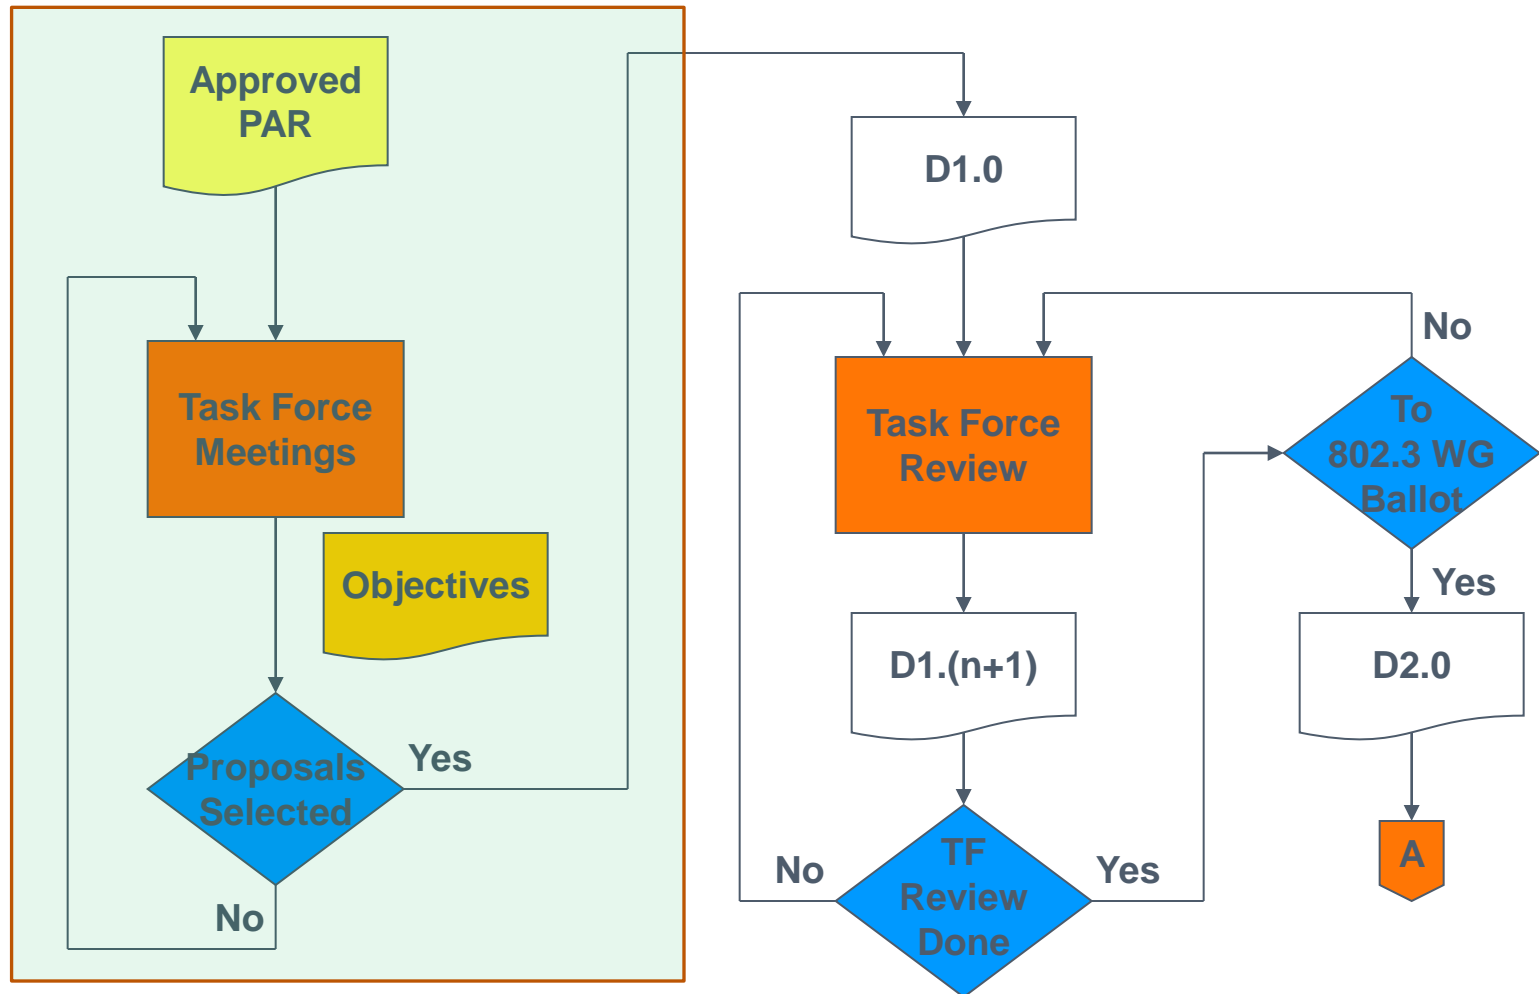 Approved
PAR
Task Force
Meetings
Objectives
Proposals
Selected
Yes
No
D1.0
Task Force
Review
D1.(n+1)
TF
Review
Done
No
Yes
To
802.3 WG
Ballot
No
Yes
D2.0
A